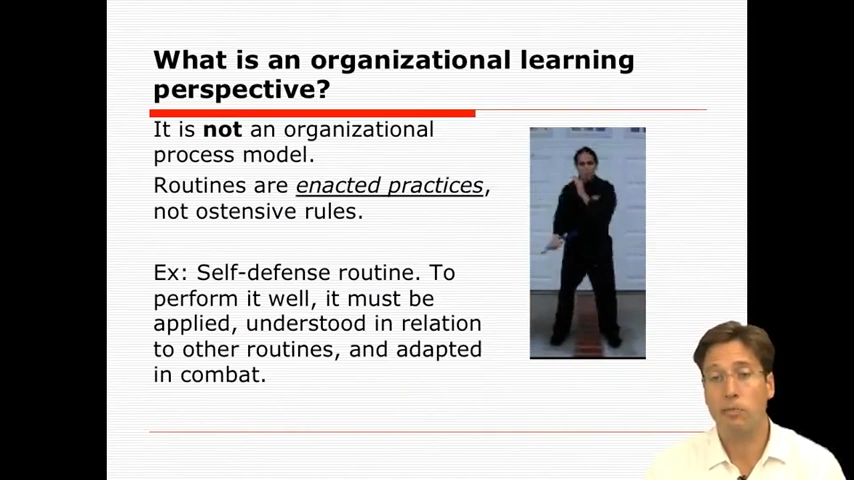 What is an organizational learning
perspective?
It is not an organizational
process model.
Routines are enacted practices,
not ostensive rules.
Ex: Self-defense routine. To
perform it well, it must be
applied, understood in relation
to other routines, and adapted
in combat.